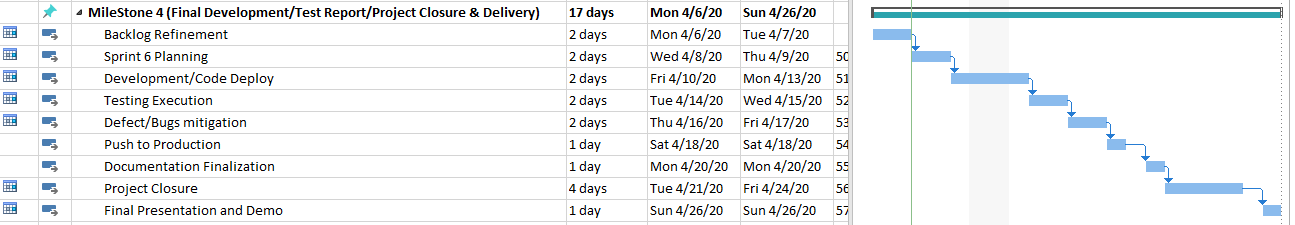 MileStone 4 (Final Development/Test Report/Project Closure & Delivery) 17 days Mon 4/6/20 Sun 4/26/20
Backlog Refinement 2 days Mon 4/6/20 Tue 4/7/20
Sprint 6 Planning 2 days Wed 4/8/20 Thu 4/9/20 50
Development/Code Deploy 2 days Fri 4/10/20 Mon 4/13/20 51
Testing Execution 2 days Tue 4/14/20 Wed 4/15/20 52
Defect/Bugs mitigation 2 days Thu 4/16/20 Fri 4/17/20 53
Push to Production 1 day Sat 4/18/20 Sat 4/18/20 54
Documentation Finalization 1 day Mon 4/20/20 Mon 4/20/20 55
Project Closure 4 days Tue 4/21/20 Fri 4/24/20 56
Final Presentation and Demo 1 day Sun 4/26/20 Sun 4/26/20 57